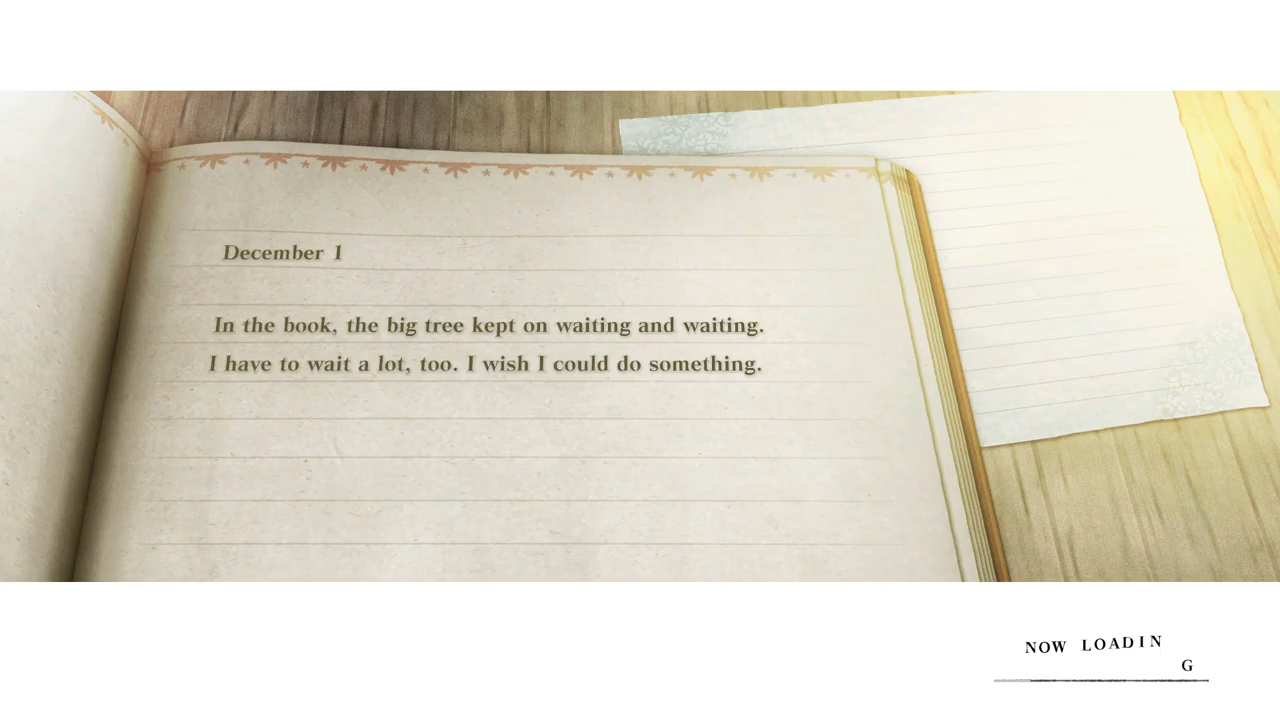 December 1
In the book, the big tree kept on waiting and waiting.
I have to wait a lot, too. I wish I could do something.
NOW LOADING